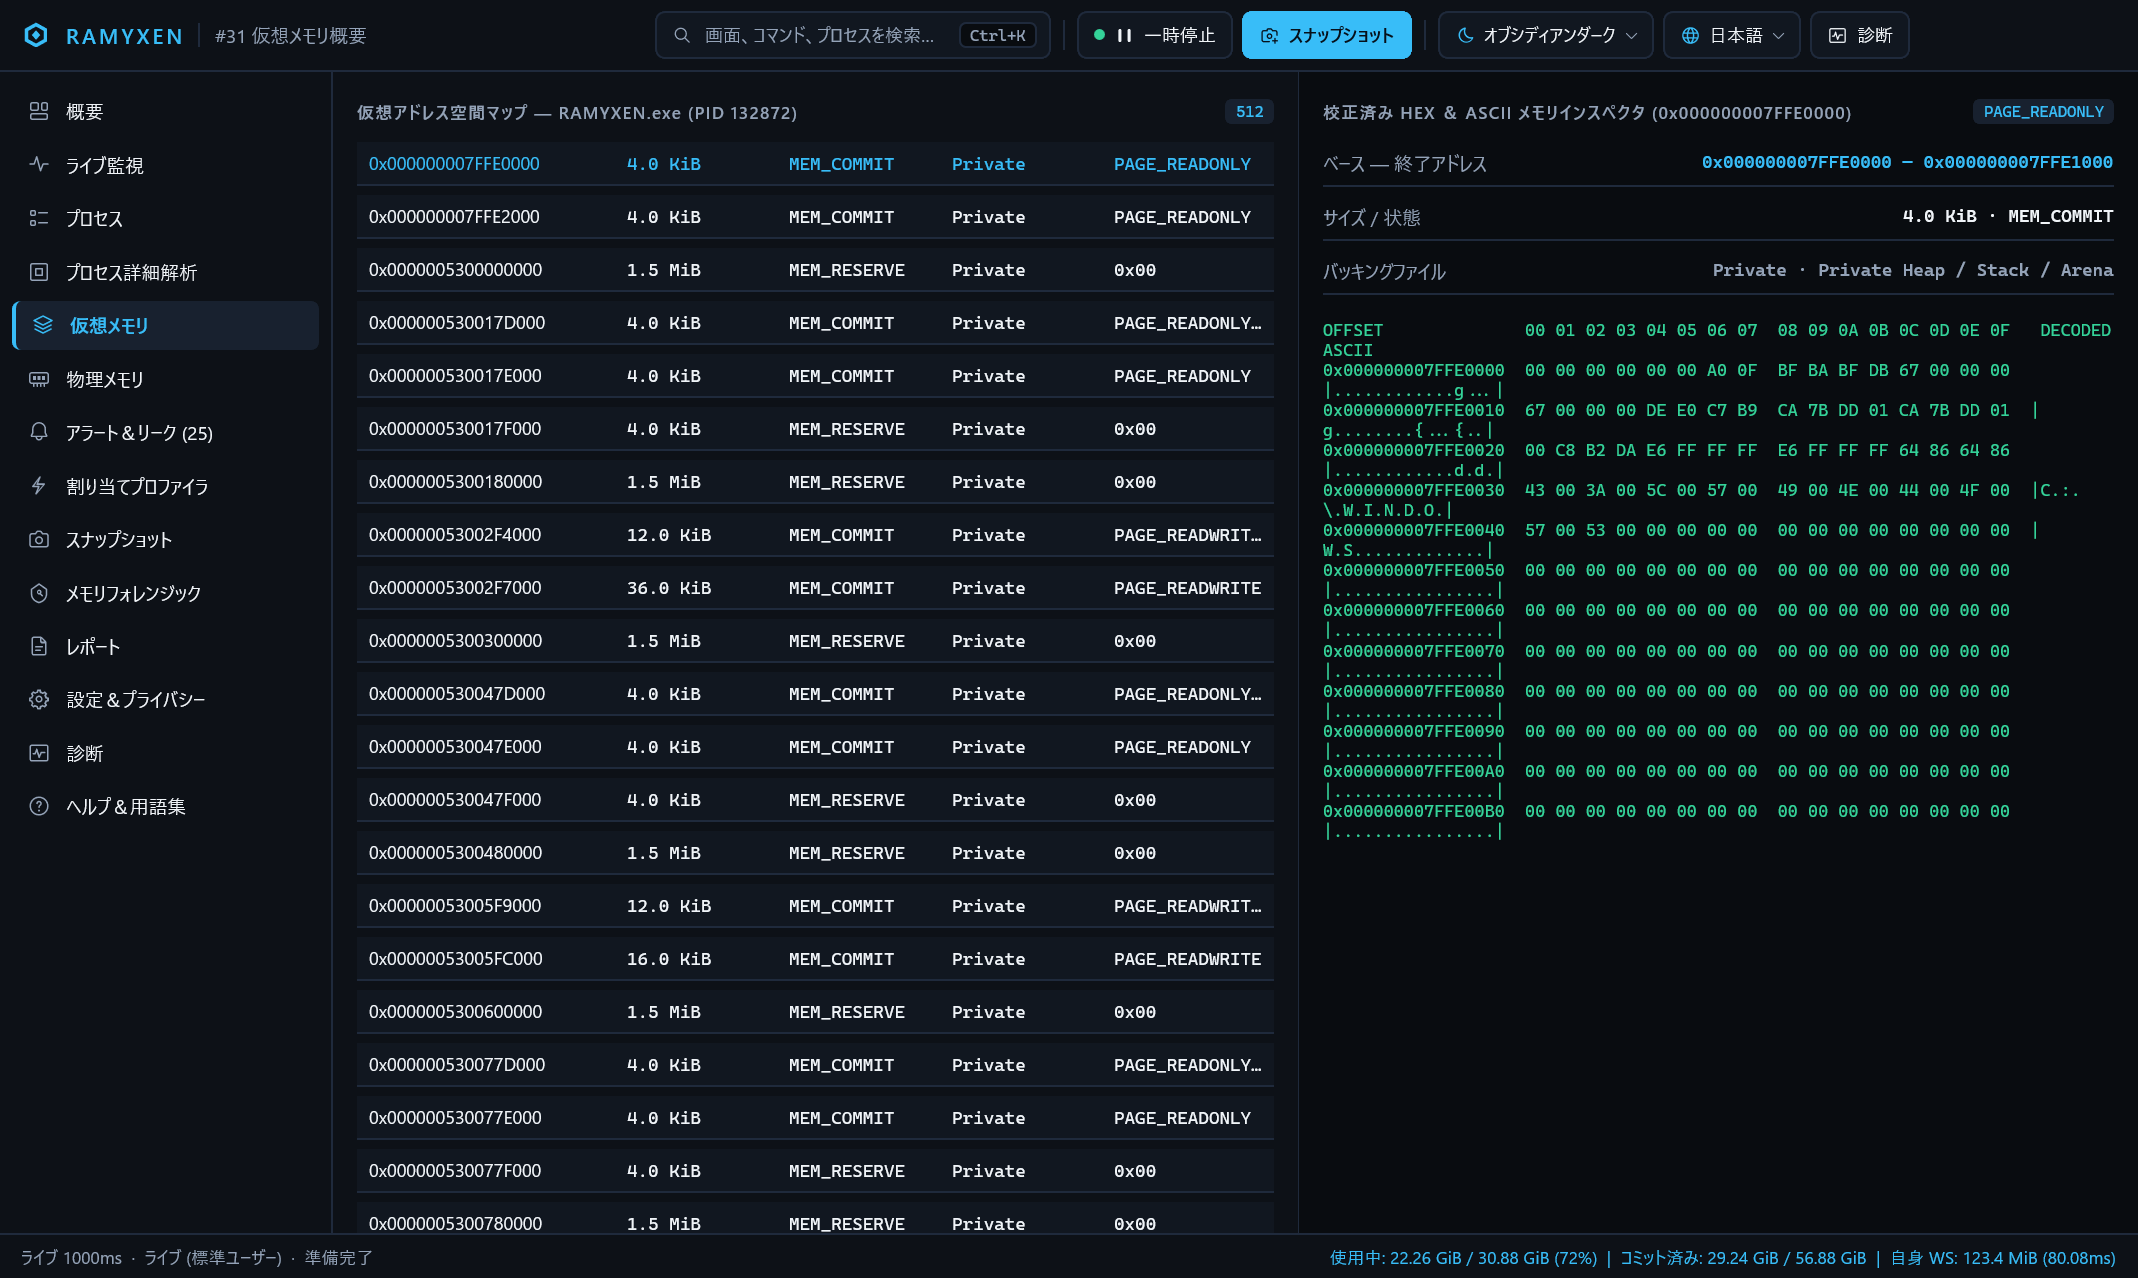 RAMYXEN
#31 仮想メモリ概要
画面、コマンド、プロセスを検索... Ctrl+K
一時停止
スナップショット
オブシディアンダーク
日本語
診断
概要
ライブ監視
プロセス
プロセス詳細解析
仮想メモリ
物理メモリ
アラート＆リーク (25)
割り当てプロファイラ
スナップショット
メモリフォレンジック
レポート
設定＆プライバシー
診断
ヘルプ＆用語集
仮想アドレス空間マップ — RAMYXEN.exe (PID 132872) 512
0x000000007FFE0000 4.0 KiB MEM_COMMIT Private PAGE_READONLY
0x000000007FFE2000 4.0 KiB MEM_COMMIT Private PAGE_READONLY
0x0000005300000000 1.5 MiB MEM_RESERVE Private 0x00
0x000000530017D000 4.0 KiB MEM_COMMIT Private PAGE_READONLY…
0x000000530017E000 4.0 KiB MEM_COMMIT Private PAGE_READONLY
0x000000530017F000 4.0 KiB MEM_RESERVE Private 0x00
0x0000005300180000 1.5 MiB MEM_RESERVE Private 0x00
0x00000053002F4000 12.0 KiB MEM_COMMIT Private PAGE_READWRIT…
0x00000053002F7000 36.0 KiB MEM_COMMIT Private PAGE_READWRITE
0x0000005300300000 1.5 MiB MEM_RESERVE Private 0x00
0x000000530047D000 4.0 KiB MEM_COMMIT Private PAGE_READONLY…
0x000000530047E000 4.0 KiB MEM_COMMIT Private PAGE_READONLY
0x000000530047F000 4.0 KiB MEM_RESERVE Private 0x00
0x0000005300480000 1.5 MiB MEM_RESERVE Private 0x00
0x00000053005F9000 12.0 KiB MEM_COMMIT Private PAGE_READWRIT…
0x00000053005FC000 16.0 KiB MEM_COMMIT Private PAGE_READWRITE
0x0000005300600000 1.5 MiB MEM_RESERVE Private 0x00
0x000000530077D000 4.0 KiB MEM_COMMIT Private PAGE_READONLY…
0x000000530077E000 4.0 KiB MEM_COMMIT Private PAGE_READONLY
0x000000530077F000 4.0 KiB MEM_RESERVE Private 0x00
0x0000005300780000 1.5 MiB MEM_RESERVE Private 0x00
校正済み HEX ＆ ASCII メモリインスペクタ (0x000000007FFE0000) PAGE_READONLY
ベース — 終了アドレス 0x000000007FFE0000 — 0x000000007FFE1000
サイズ / 状態 4.0 KiB · MEM_COMMIT
バッキングファイル Private · Private Heap / Stack / Arena
OFFSET 00 01 02 03 04 05 06 07 08 09 0A 0B 0C 0D 0E 0F DECODED
ASCII
0x000000007FFE0000 00 00 00 00 00 00 A0 0F BF BA BF DB 67 00 00 00
|............g...|
0x000000007FFE0010 67 00 00 00 DE E0 C7 B9 CA 7B DD 01 CA 7B DD 01 |
g........{...{..|
0x000000007FFE0020 00 C8 B2 DA E6 FF FF FF E6 FF FF FF 64 86 64 86
|............d.d.|
0x000000007FFE0030 43 00 3A 00 5C 00 57 00 49 00 4E 00 44 00 4F 00 |C.:.
\.W.I.N.D.O.|
0x000000007FFE0040 57 00 53 00 00 00 00 00 00 00 00 00 00 00 00 00 |
W.S.............|
0x000000007FFE0050 00 00 00 00 00 00 00 00 00 00 00 00 00 00 00 00
|................|
0x000000007FFE0060 00 00 00 00 00 00 00 00 00 00 00 00 00 00 00 00
|................|
0x000000007FFE0070 00 00 00 00 00 00 00 00 00 00 00 00 00 00 00 00
|................|
0x000000007FFE0080 00 00 00 00 00 00 00 00 00 00 00 00 00 00 00 00
|................|
0x000000007FFE0090 00 00 00 00 00 00 00 00 00 00 00 00 00 00 00 00
|................|
0x000000007FFE00A0 00 00 00 00 00 00 00 00 00 00 00 00 00 00 00 00
|................|
0x000000007FFE00B0 00 00 00 00 00 00 00 00 00 00 00 00 00 00 00 00
|................|
ライブ 1000ms · ライブ (標準ユーザー) · 準備完了
使用中: 22.26 GiB / 30.88 GiB (72%) | コミット済み: 29.24 GiB / 56.88 GiB | 自身 WS: 123.4 MiB (80.08ms)